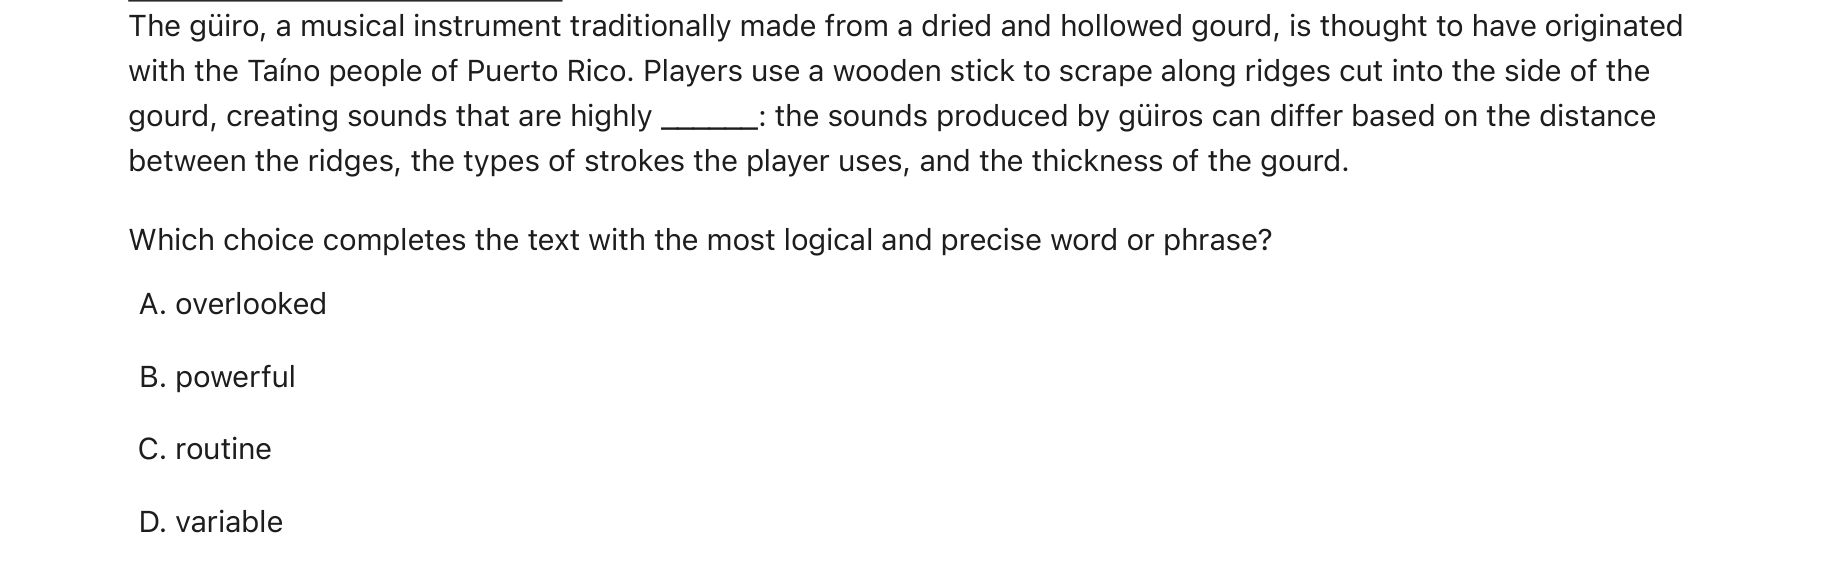 The güiro, a musical instrument traditionally made from a dried and hollowed gourd, is thought to have originated
with the Taíno people of Puerto Rico. Players use a wooden stick to scrape along ridges cut into the side of the
gourd, creating sounds that are highly ______: the sounds produced by güiros can differ based on the distance
between the ridges, the types of strokes the player uses, and the thickness of the gourd.
Which choice completes the text with the most logical and precise word or phrase?
A. overlooked
B. powerful
C. routine
D. variable